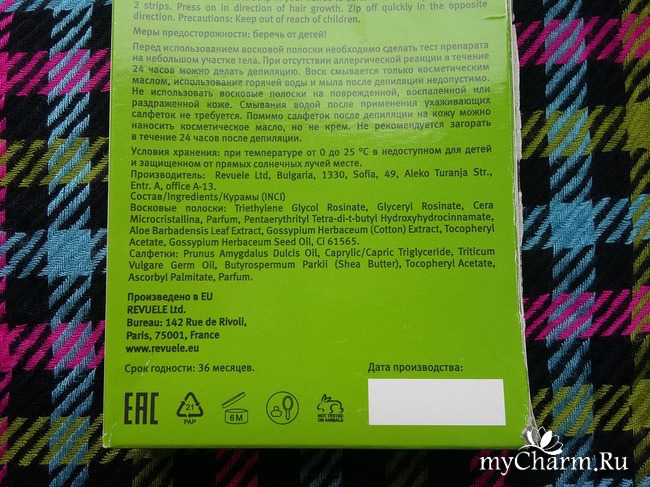 2 strips. Press on in direction of hair growth. Zip off quickly in the opposite
direction. Precautions: Keep out of reach of children.
Меры предосторожности: беречь от детей!
Перед использованием восковой полоски необходимо сделать тест препарата
на небольшом участке тела. При отсутствии аллергической реакции в течение
24 часов можно делать депиляцию. Воск смывается только косметическим
маслом, использование горячей воды и мыла после депиляции недопустимо.
Не использовать восковые полоски на поврежденной, воспаленной или
раздраженной коже. Смывания водой после применения ухаживающих
салфеток не требуется. Помимо салфеток после депиляции на кожу можно
наносить косметическое масло, но не крем. Не рекомендуется загорать
в течение 24 часов после депиляции.
Условия хранения: при температуре от 0 до 25 °C в недоступном для детей
и защищенном от прямых солнечных лучей месте.
Производитель: Revuele Ltd, Bulgaria, 1330, Sofia, 49, Aleko Turanja Str.,
Entr. A, office A-13.
Состав/Ingredients/Курамы (INCI)
Восковые полоски: Triethylene Glycol Rosinate, Glyceryl Rosinate, Cera
Microcristallina, Parfum, Pentaerythrityl Tetra-di-t-butyl Hydroxyhydrocinnamate,
Aloe Barbadensis Leaf Extract, Gossypium Herbaceum (Cotton) Extract, Tocopheryl
Acetate, Gossypium Herbaceum Seed Oil, Ci 61565.
Салфетки: Prunus Amygdalus Dulcis Oil, Caprylic/Capric Triglyceride, Triticum
Vulgare Germ Oil, Butyrospermum Parkii (Shea Butter), Tocopheryl Acetate,
Ascorbyl Palmitate, Parfum.
Произведено в EU
REVUELE Ltd.
Bureau: 142 Rue de Rivoli,
Paris, 75001, France
www.revuele.eu
Срок годности: 36 месяцев.
Дата производства:
EAC
21
PAP
6M
NOT TESTED
ON ANIMALS
myCharm.Ru